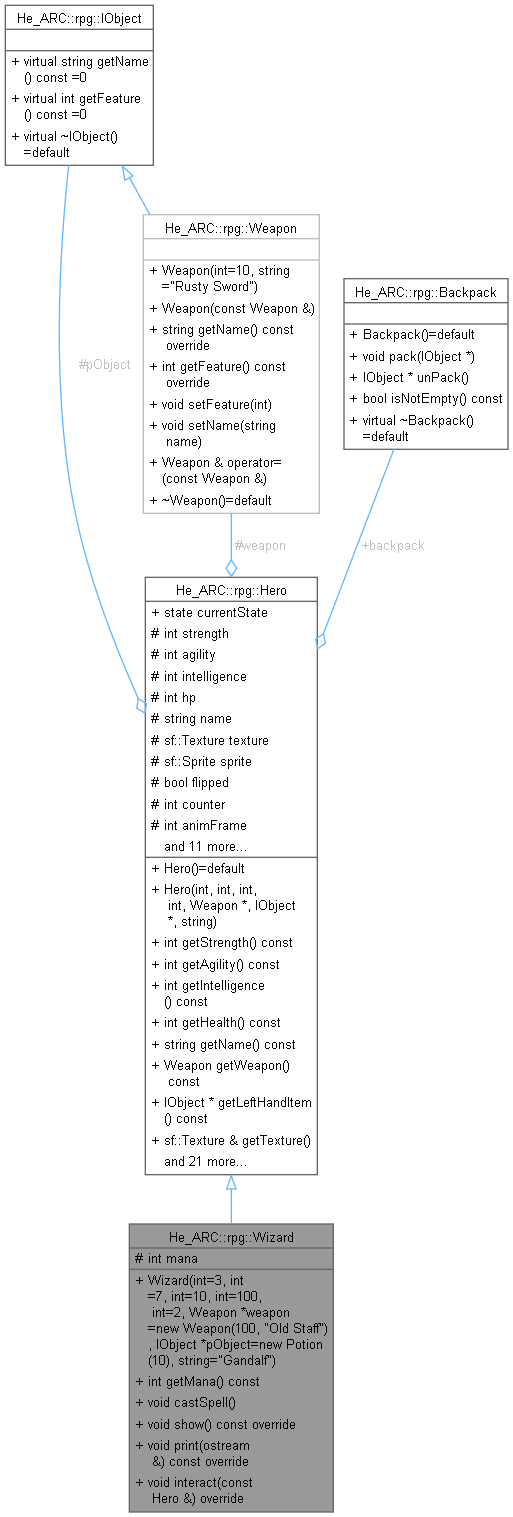 He_ARC::rpg::IObject
+ virtual string getName
() const =0
+ virtual int getFeature
() const =0
+ virtual ~IObject()
=default
He_ARC::rpg::Weapon
+ Weapon(int=10, string
="Rusty Sword")
+ Weapon(const Weapon &)
+ string getName() const
override
+ int getFeature() const
override
+ void setFeature(int)
+ void setName(string
name)
+ Weapon & operator=
(const Weapon &)
+ ~Weapon()=default
He_ARC::rpg::Backpack
+ Backpack()=default
+ void pack(IObject *)
+ IObject * unPack()
+ bool isNotEmpty() const
+ virtual ~Backpack()
=default
#pObject
#weapon
+backpack
He_ARC::rpg::Hero
+ state currentState
# int strength
# int agility
# int intelligence
# int hp
# string name
# sf::Texture texture
# sf::Sprite sprite
# bool flipped
# int counter
# int animFrame
and 11 more...
+ Hero()=default
+ Hero(int, int, int,
int, Weapon *, IObject
*, string)
+ int getStrength() const
+ int getAgility() const
+ int getIntelligence
() const
+ int getHealth() const
+ string getName() const
+ Weapon getWeapon()
const
+ IObject * getLeftHandItem
() const
+ sf::Texture & getTexture()
and 21 more...
He_ARC::rpg::Wizard
# int mana
+ Wizard(int=3, int
=7, int=10, int=100,
int=2, Weapon *weapon
=new Weapon(100, "Old Staff")
, IObject *pObject=new Potion
(10), string="Gandalf")
+ int getMana() const
+ void castSpell()
+ void show() const override
+ void print(ostream
&) const override
+ void interact(const
Hero &) override